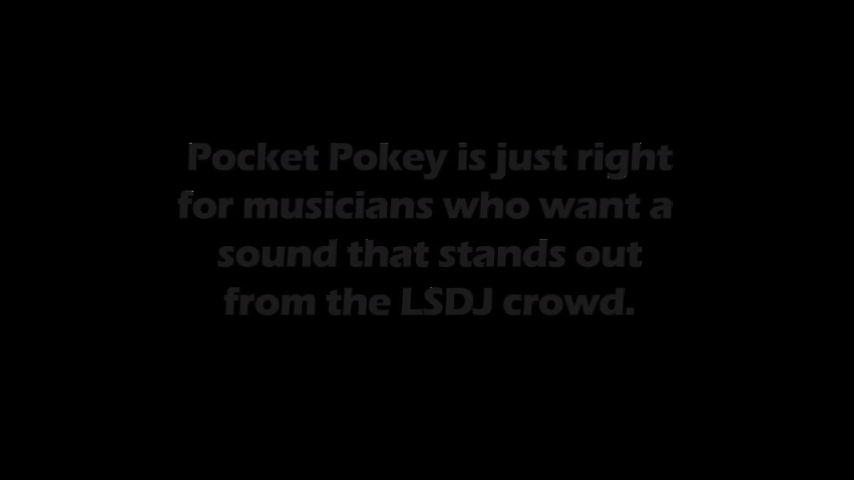 Pocket Pokey is just right
for musicians who want a
sound that stands out
from the LSDJ crowd.